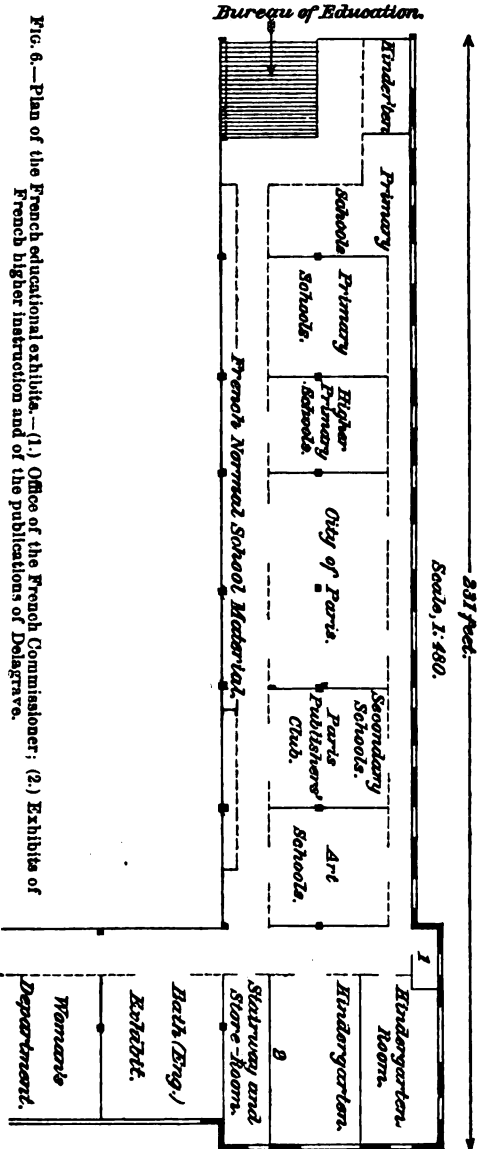 Bureau of Education.
231 feet.
Scale, 1:480.
Kinderten
Primary
Schools
Primary
Schools.
Higher
Primary
Schools.
City of Paris.
Secondary
Schools.
Paris
Publishers'
Club.
Art
Schools.
French Normal School Material.
1
Kindergarten
Room.
Kindergarten.
2
Stairway and
Store-Room.
Bath (Eng.)
Exhibit.
Woman's
Department.
FIG. 6.—Plan of the French educational exhibits.—(1.) Office of the French Commissioner; (2.) Exhibits of
French higher instruction and of the publications of Delagrave.